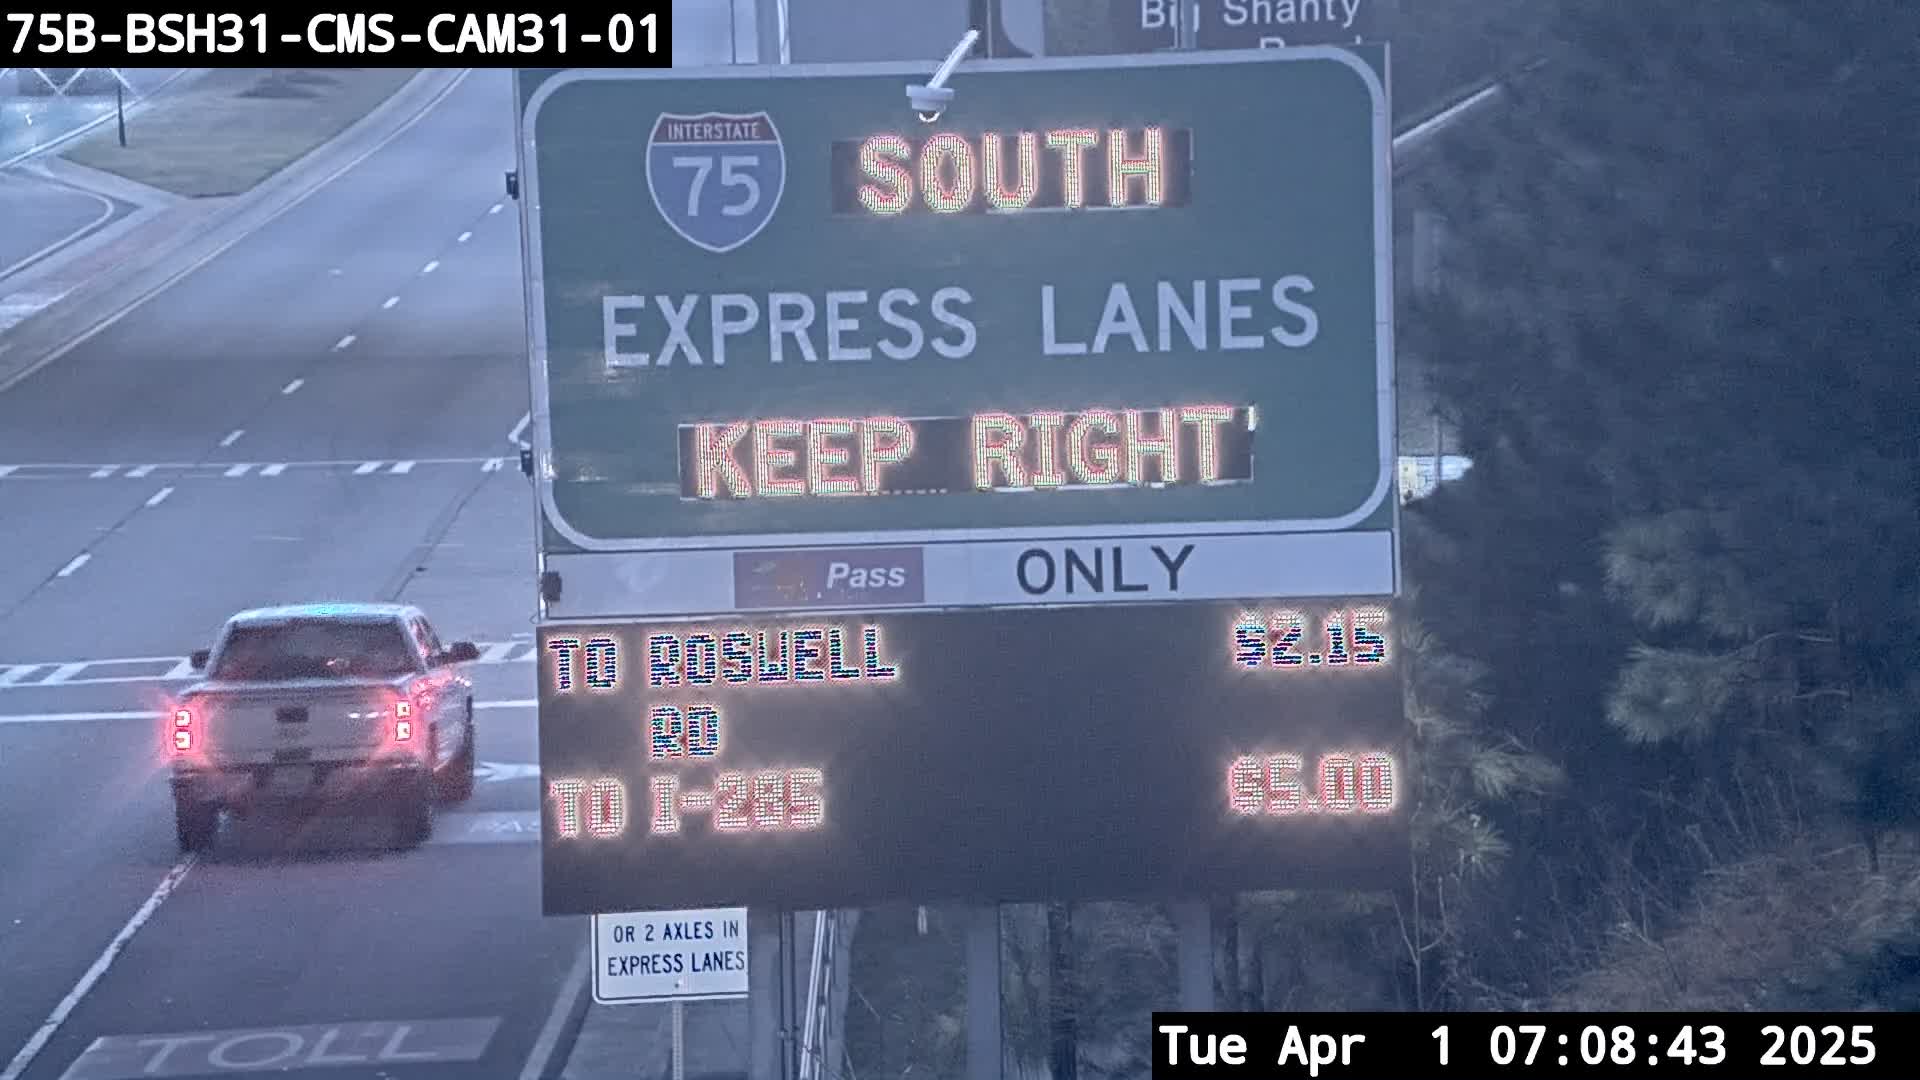 75B-BSH31-CMS-CAM31-01
Big Shanty
INTERSTATE
75
SOUTH
EXPRESS LANES
KEEP RIGHT
Pass ONLY
TO ROSWELL $2.15
RD
TO I-285 $5.00
OR 2 AXLES IN
EXPRESS LANES
TOLL
Tue Apr 1 07:08:43 2025